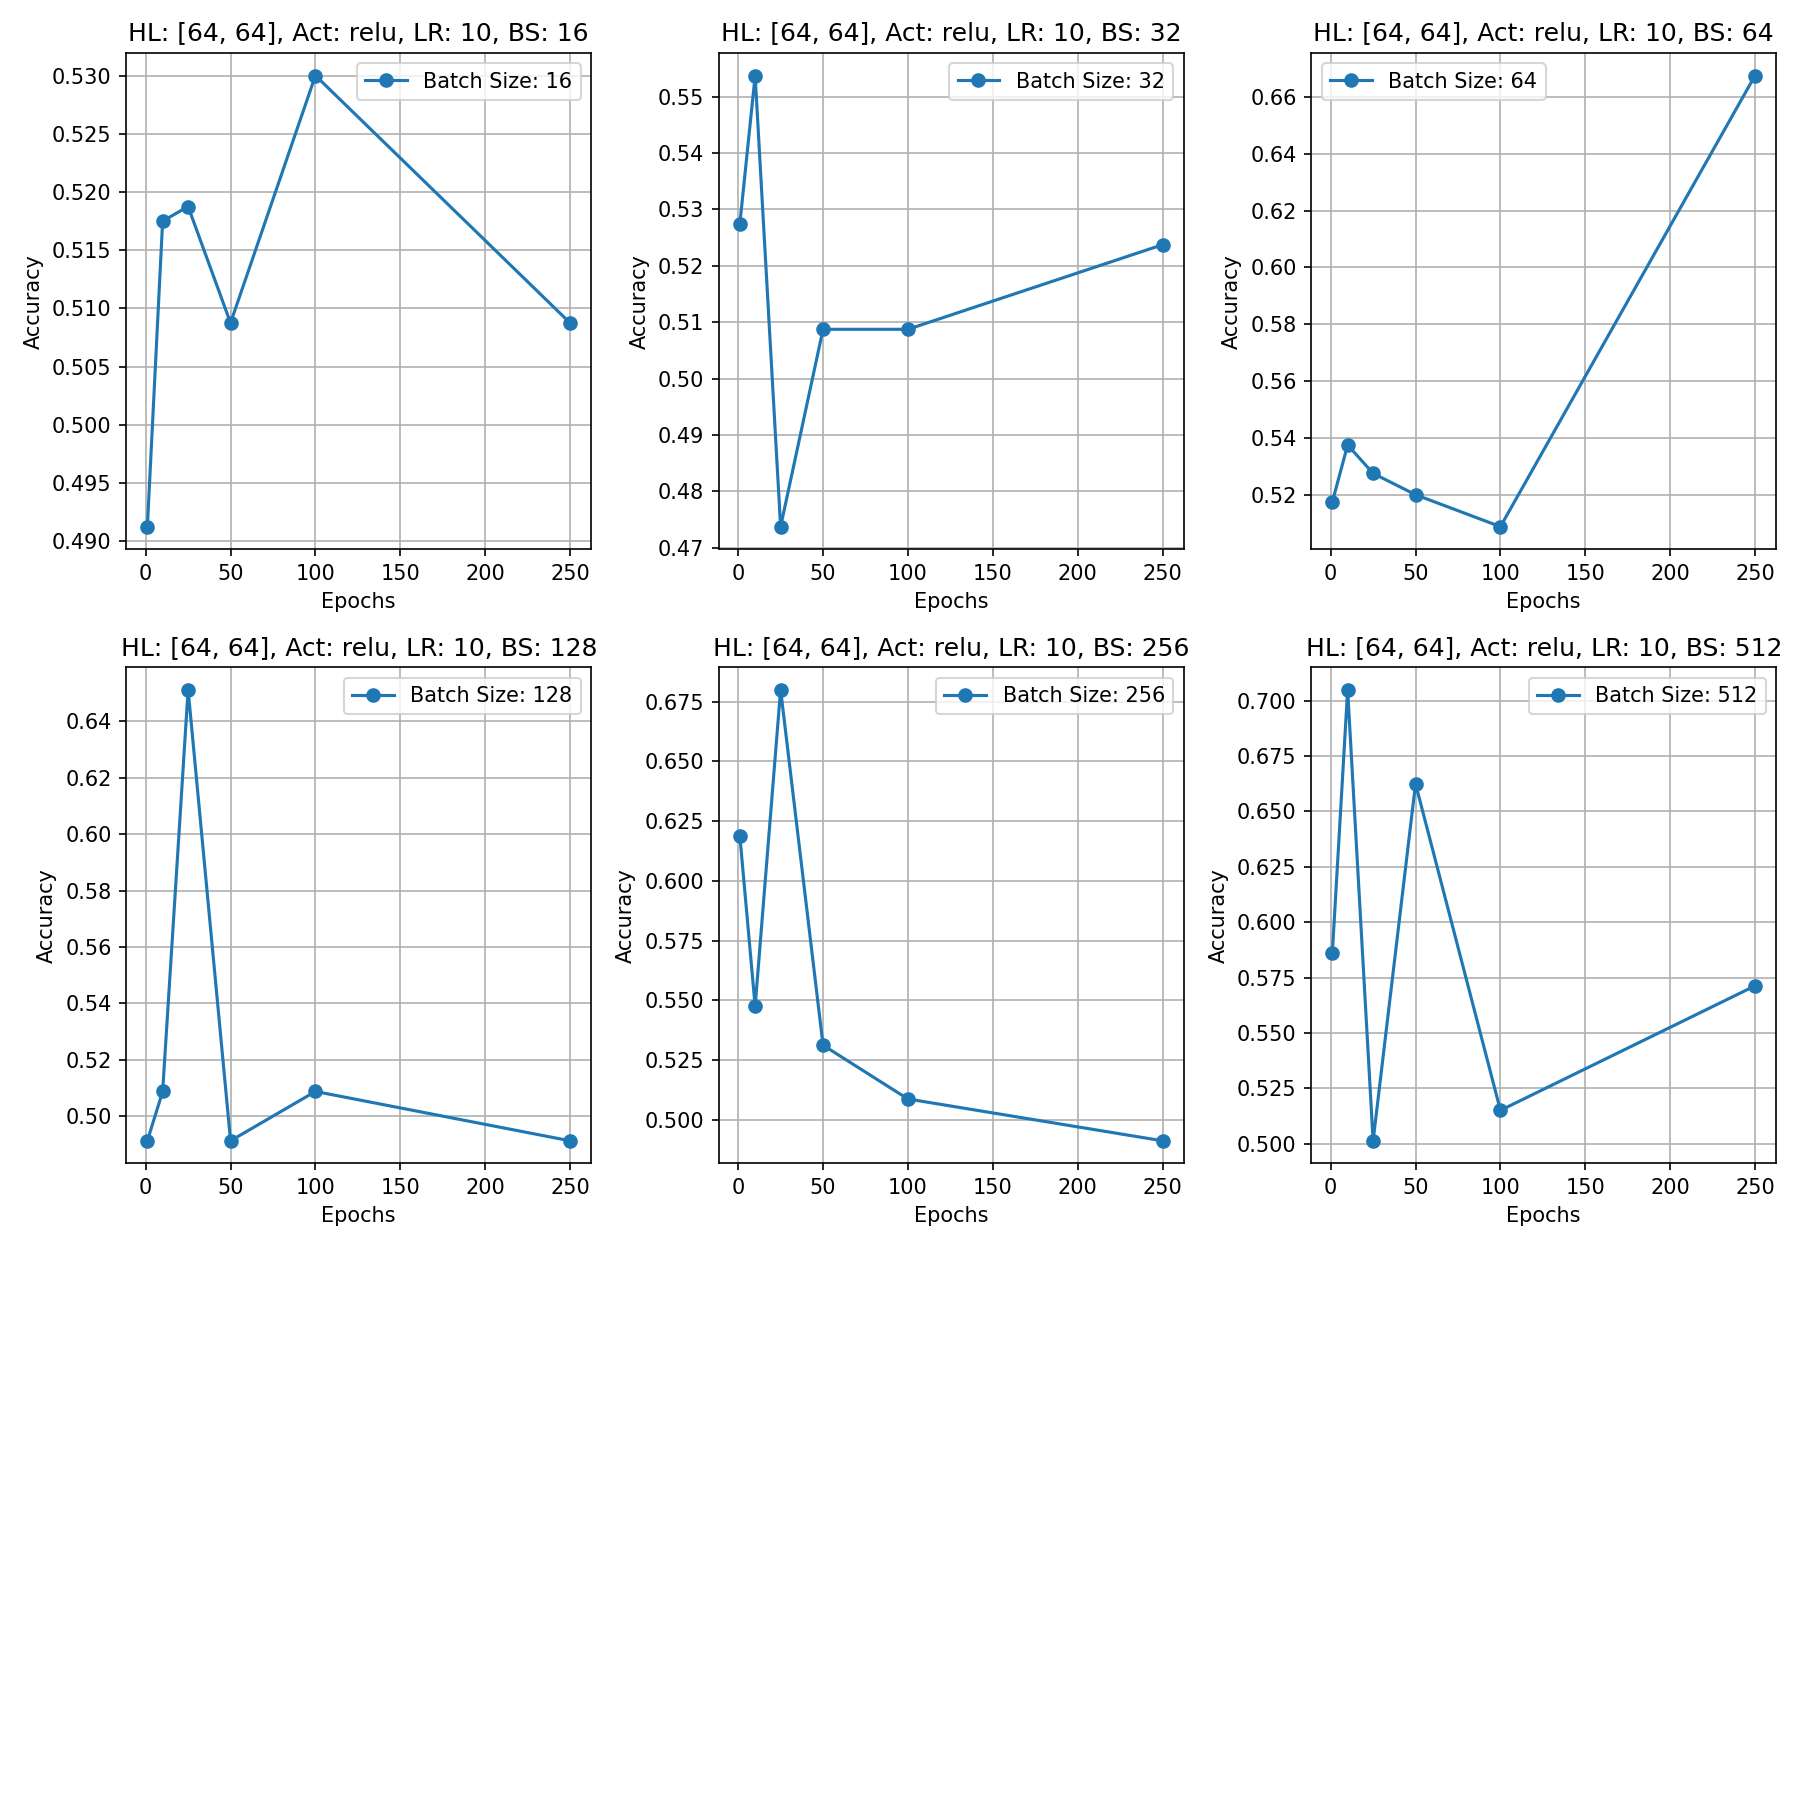 HL: [64, 64], Act: relu, LR: 10, BS: 16
Batch Size: 16
Accuracy
0.530
0.525
0.520
0.515
0.510
0.505
0.500
0.495
0.490
0 50 100 150 200 250
Epochs
HL: [64, 64], Act: relu, LR: 10, BS: 32
Batch Size: 32
Accuracy
0.55
0.54
0.53
0.52
0.51
0.50
0.49
0.48
0.47
0 50 100 150 200 250
Epochs
HL: [64, 64], Act: relu, LR: 10, BS: 64
Batch Size: 64
Accuracy
0.66
0.64
0.62
0.60
0.58
0.56
0.54
0.52
0 50 100 150 200 250
Epochs
HL: [64, 64], Act: relu, LR: 10, BS: 128
Batch Size: 128
Accuracy
0.64
0.62
0.60
0.58
0.56
0.54
0.52
0.50
0 50 100 150 200 250
Epochs
HL: [64, 64], Act: relu, LR: 10, BS: 256
Batch Size: 256
Accuracy
0.675
0.650
0.625
0.600
0.575
0.550
0.525
0.500
0 50 100 150 200 250
Epochs
HL: [64, 64], Act: relu, LR: 10, BS: 512
Batch Size: 512
Accuracy
0.700
0.675
0.650
0.625
0.600
0.575
0.550
0.525
0.500
0 50 100 150 200 250
Epochs